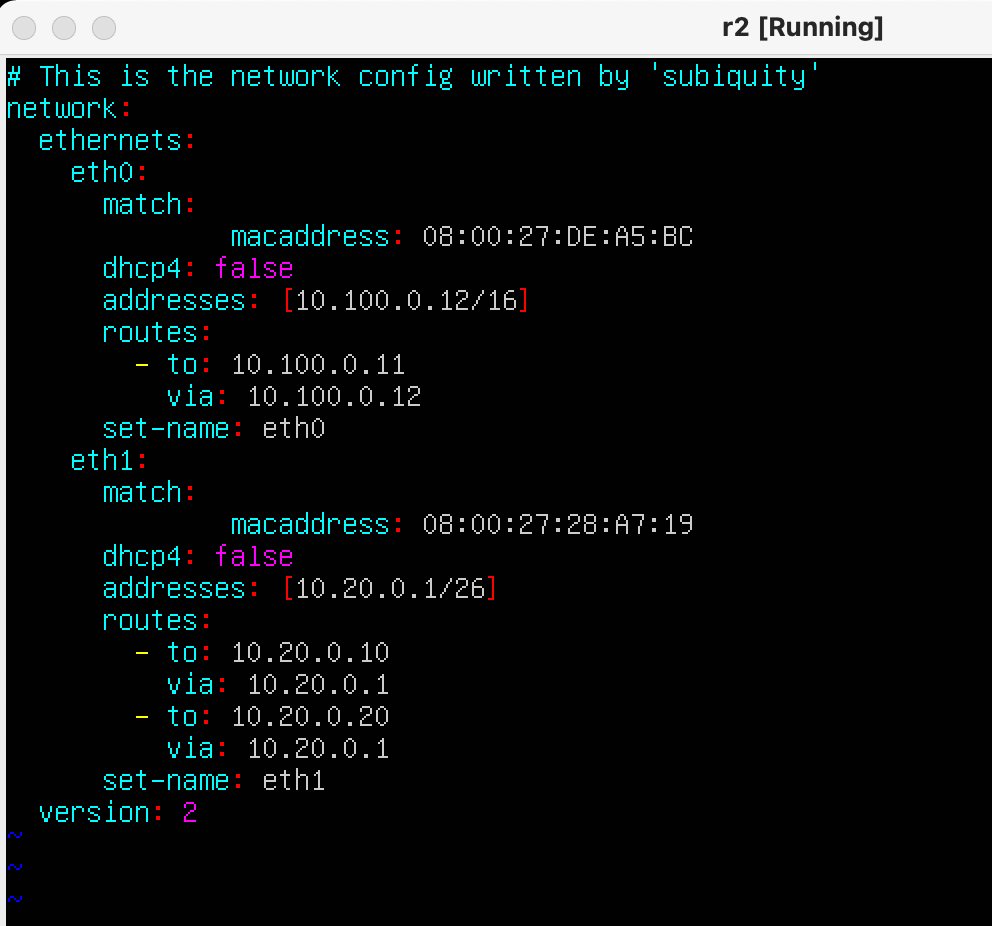 r2 [Running]
# This is the network config written by 'subiquity'
network:
  ethernets:
    eth0:
      match:
              macaddress: 08:00:27:DE:A5:BC
      dhcp4: false
      addresses: [10.100.0.12/16]
      routes:
        - to: 10.100.0.11
          via: 10.100.0.12
      set-name: eth0
    eth1:
      match:
              macaddress: 08:00:27:28:A7:19
      dhcp4: false
      addresses: [10.20.0.1/26]
      routes:
        - to: 10.20.0.10
          via: 10.20.0.1
        - to: 10.20.0.20
          via: 10.20.0.1
      set-name: eth1
  version: 2
~
~
~